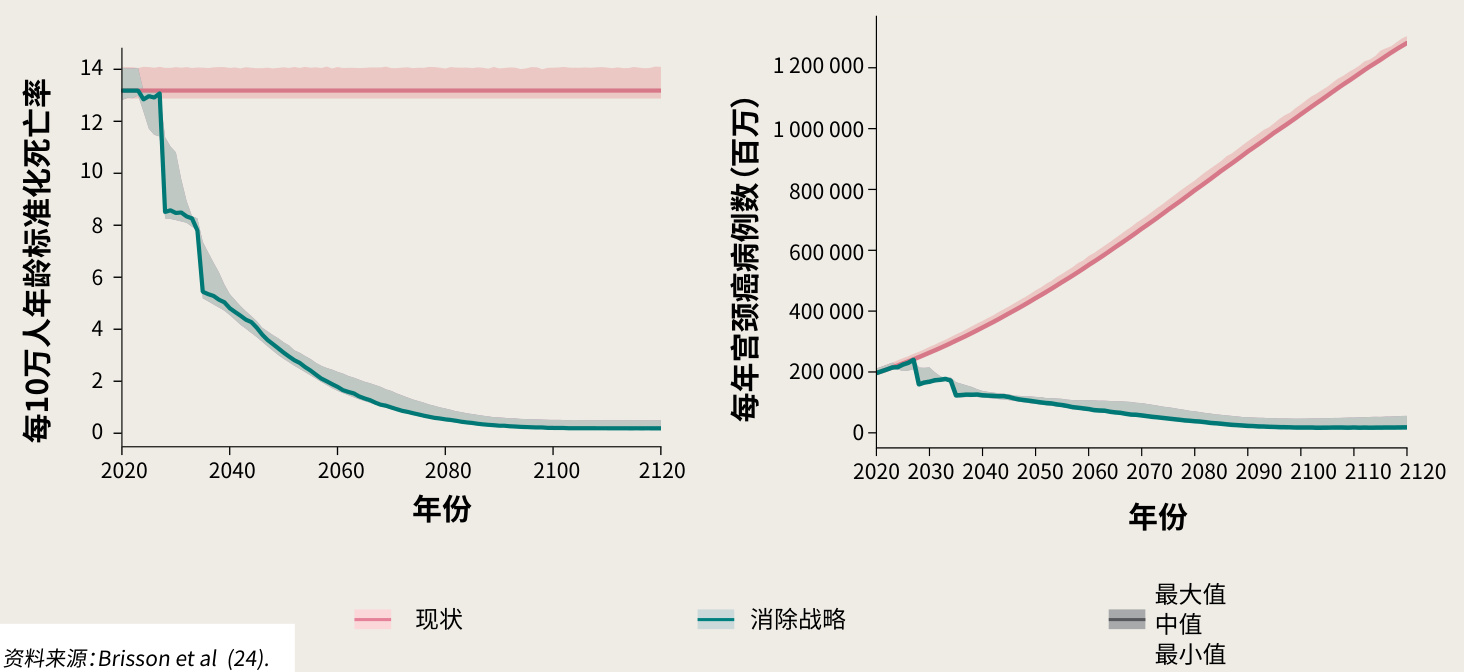 每10万人年龄标准化死亡率
14
12
10
8
6
4
2
0
2020 2040 2060 2080 2100 2120
年份
每年宫颈癌病例数（百万）
1 200 000
1 000 000
800 000
600 000
400 000
200 000
0
2020 2030 2040 2050 2060 2070 2080 2090 2100 2110 2120
年份
现状
消除战略
最大值
中值
最小值
资料来源：Brisson et al (24).